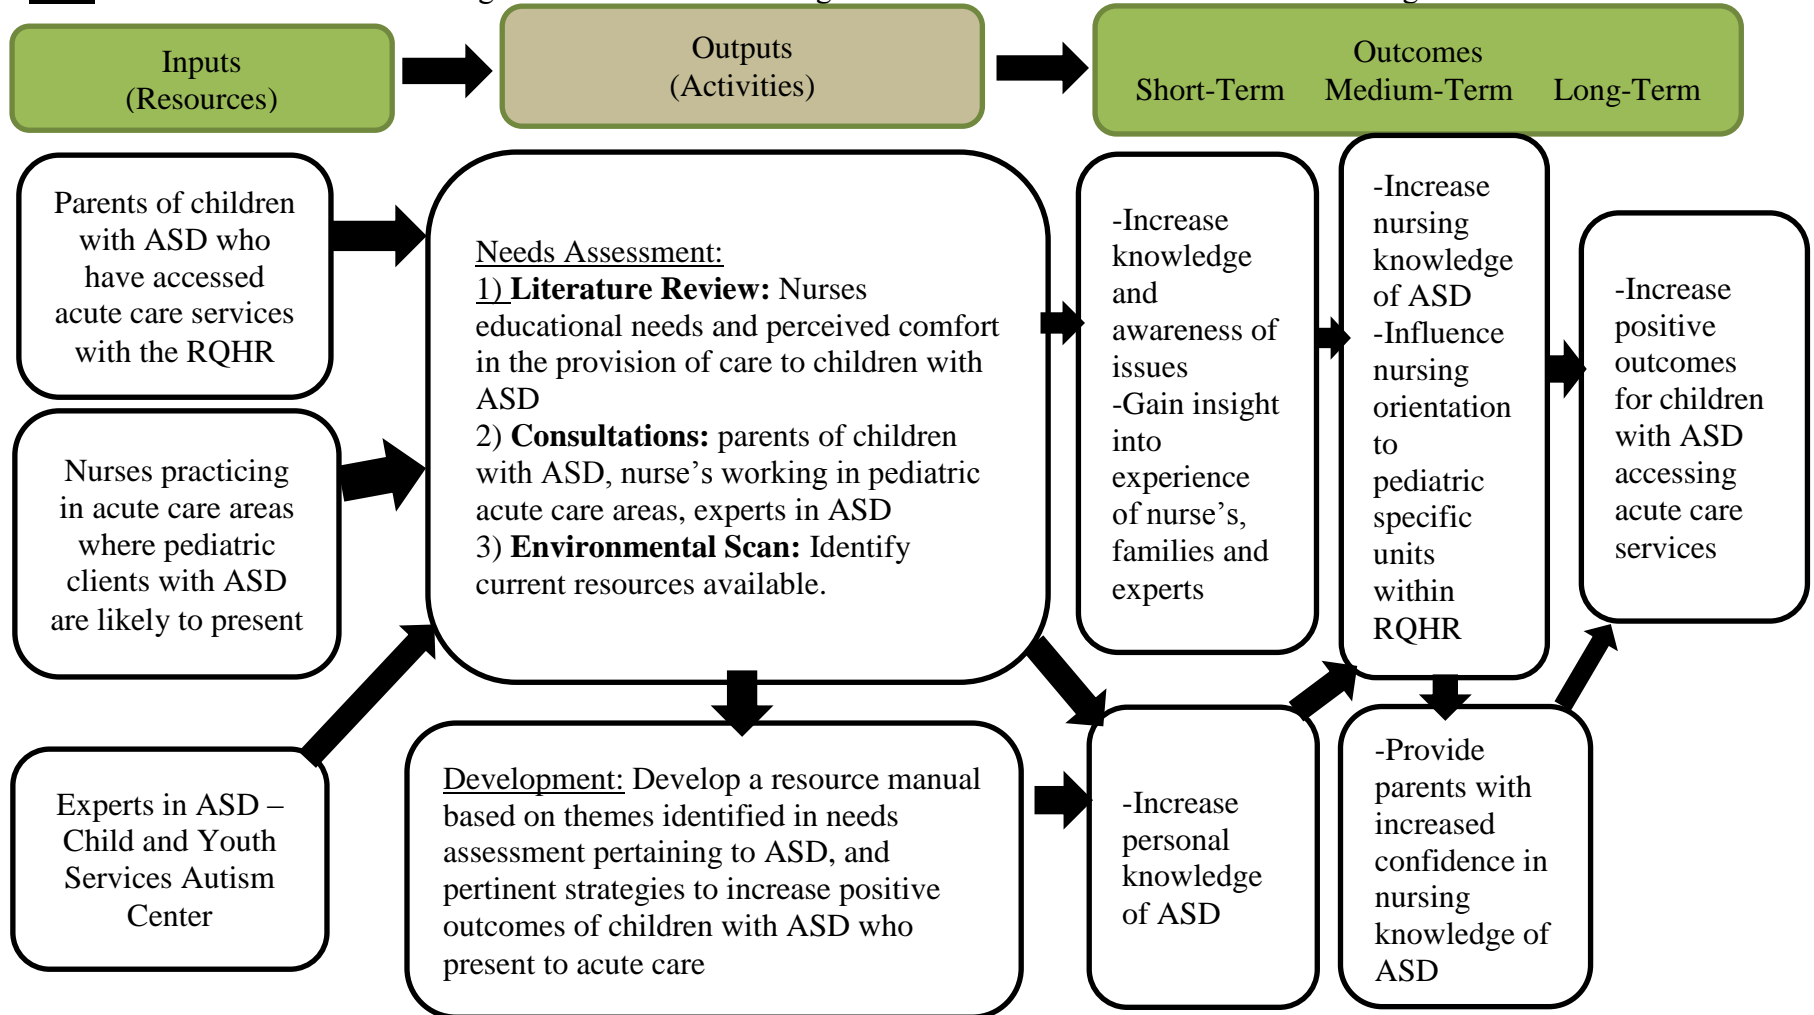 Inputs
(Resources)
Outputs
(Activities)
Outcomes
Short-Term Medium-Term Long-Term
Parents of children
with ASD who
have accessed
acute care services
with the RQHR
Nurses practicing
in acute care areas
where pediatric
clients with ASD
are likely to present
Experts in ASD –
Child and Youth
Services Autism
Center
Needs Assessment:
1) Literature Review: Nurses
educational needs and perceived comfort
in the provision of care to children with
ASD
2) Consultations: parents of children
with ASD, nurse’s working in pediatric
acute care areas, experts in ASD
3) Environmental Scan: Identify
current resources available.
Development: Develop a resource manual
based on themes identified in needs
assessment pertaining to ASD, and
pertinent strategies to increase positive
outcomes of children with ASD who
present to acute care
-Increase
knowledge
and
awareness of
issues
-Gain insight
into
experience
of nurse’s,
families and
experts
-Increase
personal
knowledge
of ASD
-Increase
nursing
knowledge
of ASD
-Influence
nursing
orientation
to
pediatric
specific
units
within
RQHR
-Provide
parents with
increased
confidence in
nursing
knowledge of
ASD
-Increase
positive
outcomes
for children
with ASD
accessing
acute care
services